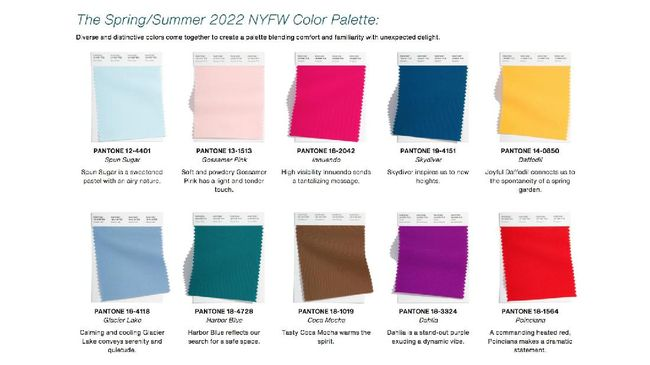 The Spring/Summer 2022 NYFW Color Palette:
Diverse and distinctive colors come together to create a palette blending comfort and familiarity with unexpected delight.
PANTONE 12-4401
Spun Sugar
Spun Sugar is a sweetened
pastel with an airy nature.
PANTONE 13-1513
Gossamer Pink
Soft and powdery Gossamer
Pink has a light and tender
touch.
PANTONE 18-2042
Innuendo
High visibility Innuendo sends
a tantalizing message.
PANTONE 19-4151
Skydiver
Skydiver inspires us to new
heights.
PANTONE 14-0850
Daffodil
Joyful Daffodil connects us to
the spontaneity of a spring
garden.
PANTONE 16-4118
Glacier Lake
Calming and cooling Glacier
Lake conveys serenity and
quietude.
PANTONE 18-4728
Harbor Blue
Harbor Blue reflects our
search for a safe space.
PANTONE 18-1019
Coca Mocha
Tasty Coca Mocha warms the
spirit.
PANTONE 18-3324
Dahlia
Dahlia is a stand-out purple
exuding a dynamic vibe.
PANTONE 18-1564
Poinciana
A commanding heated red,
Poinciana makes a dramatic
statement.